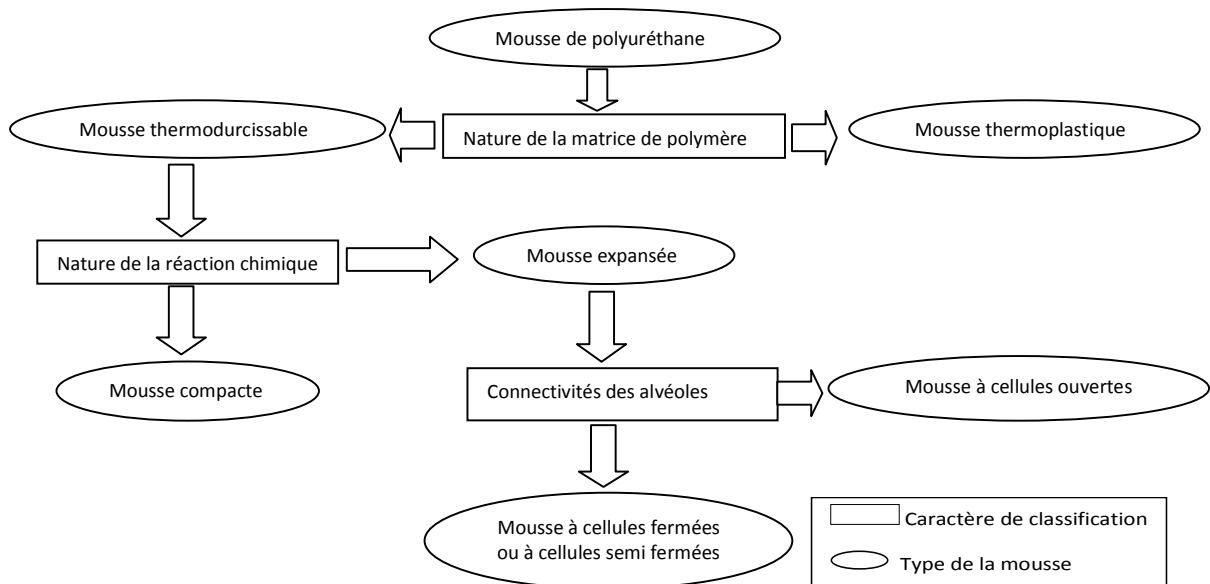 Mousse de polyuréthane
Mousse thermodurcissable
Nature de la matrice de polymère
Mousse thermoplastique
Nature de la réaction chimique
Mousse expansée
Mousse compacte
Connectivités des alvéoles
Mousse à cellules ouvertes
Mousse à cellules fermées
ou à cellules semi fermées
Caractère de classification
Type de la mousse